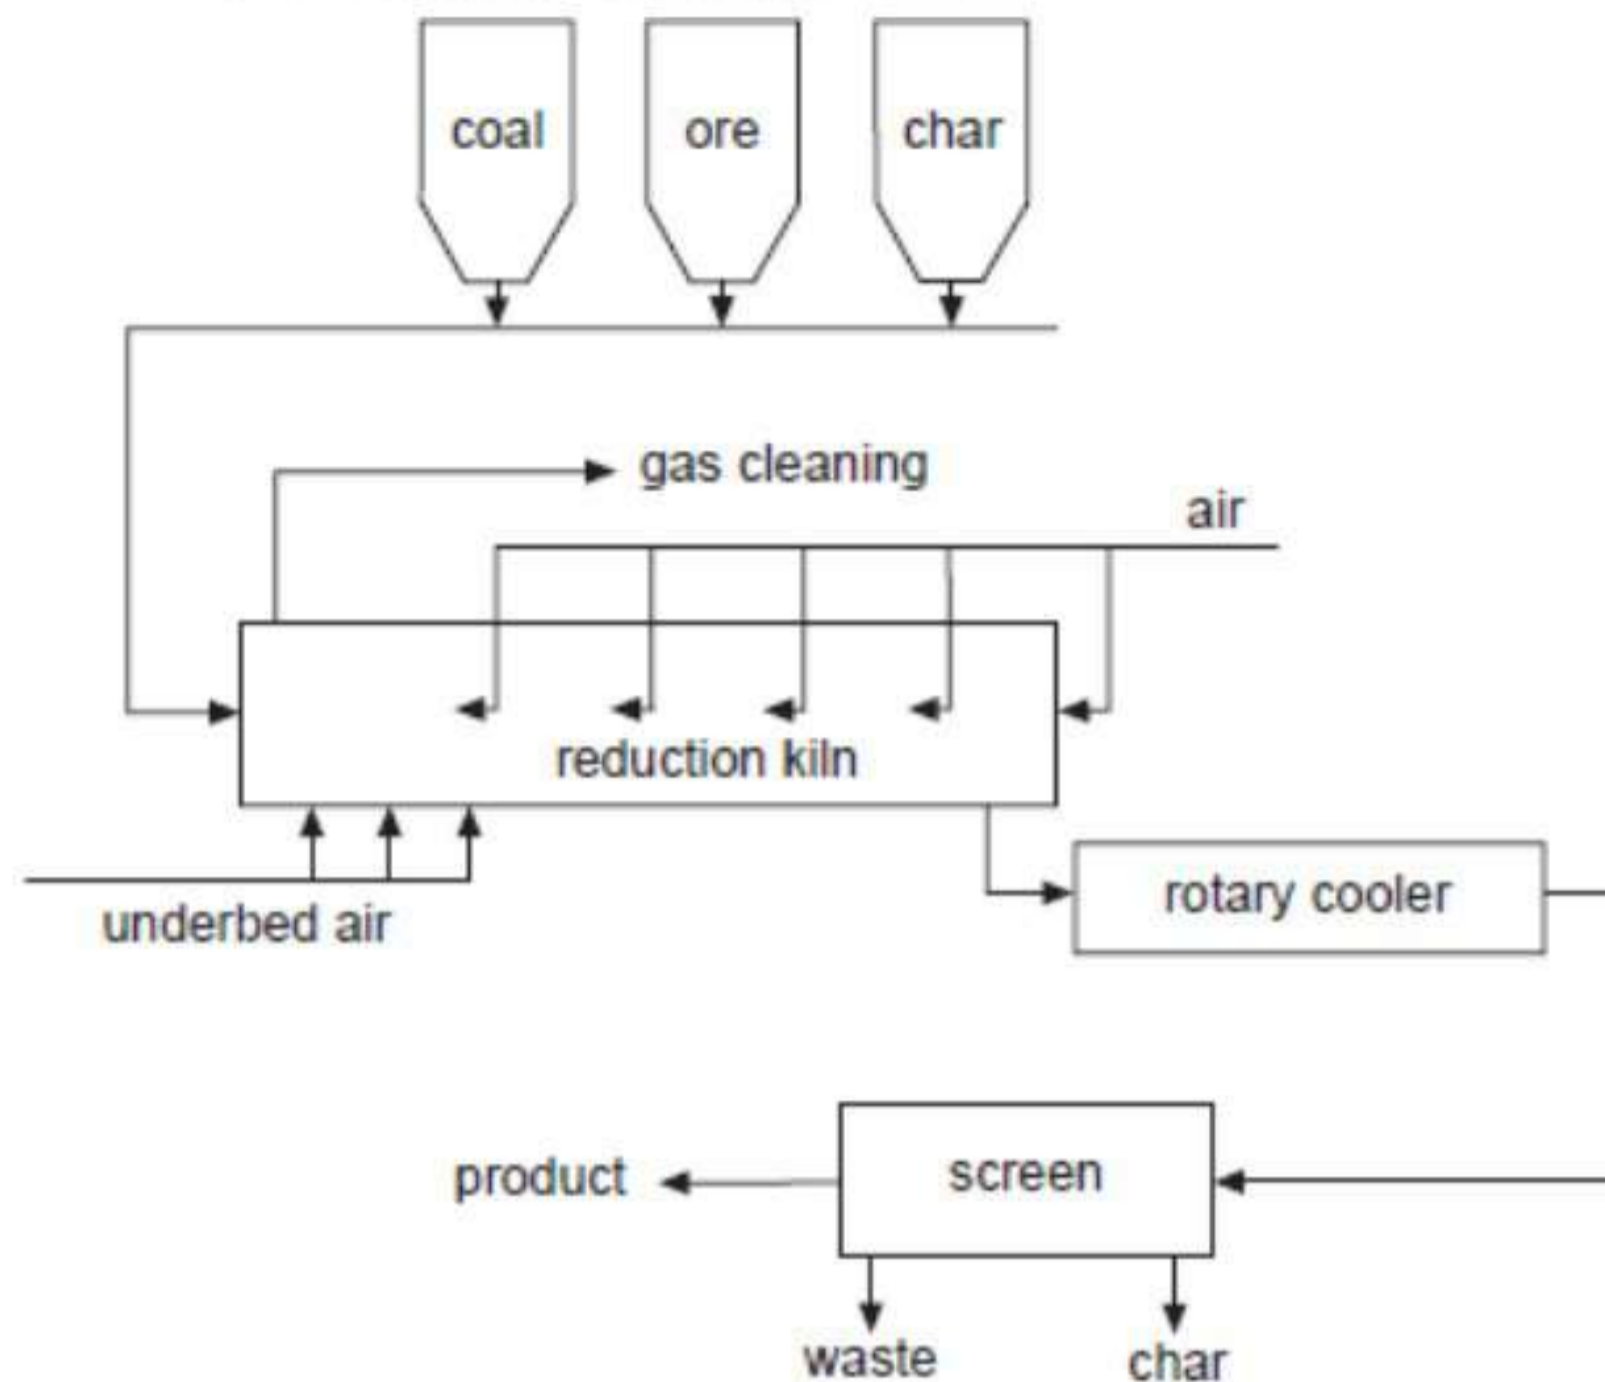 coal
ore
char
gas cleaning
air
reduction kiln
underbed air
rotary cooler
product
screen
waste
char